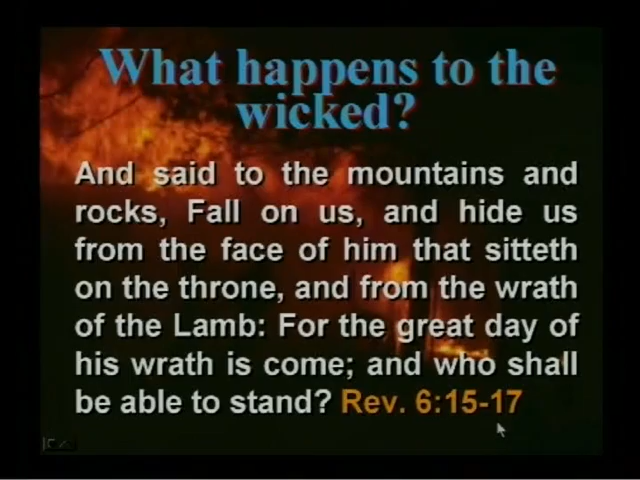 What happens to the
wicked?
And said to the mountains and
rocks, Fall on us, and hide us
from the face of him that sitteth
on the throne, and from the wrath
of the Lamb: For the great day of
his wrath is come; and who shall
be able to stand? Rev. 6:15-17